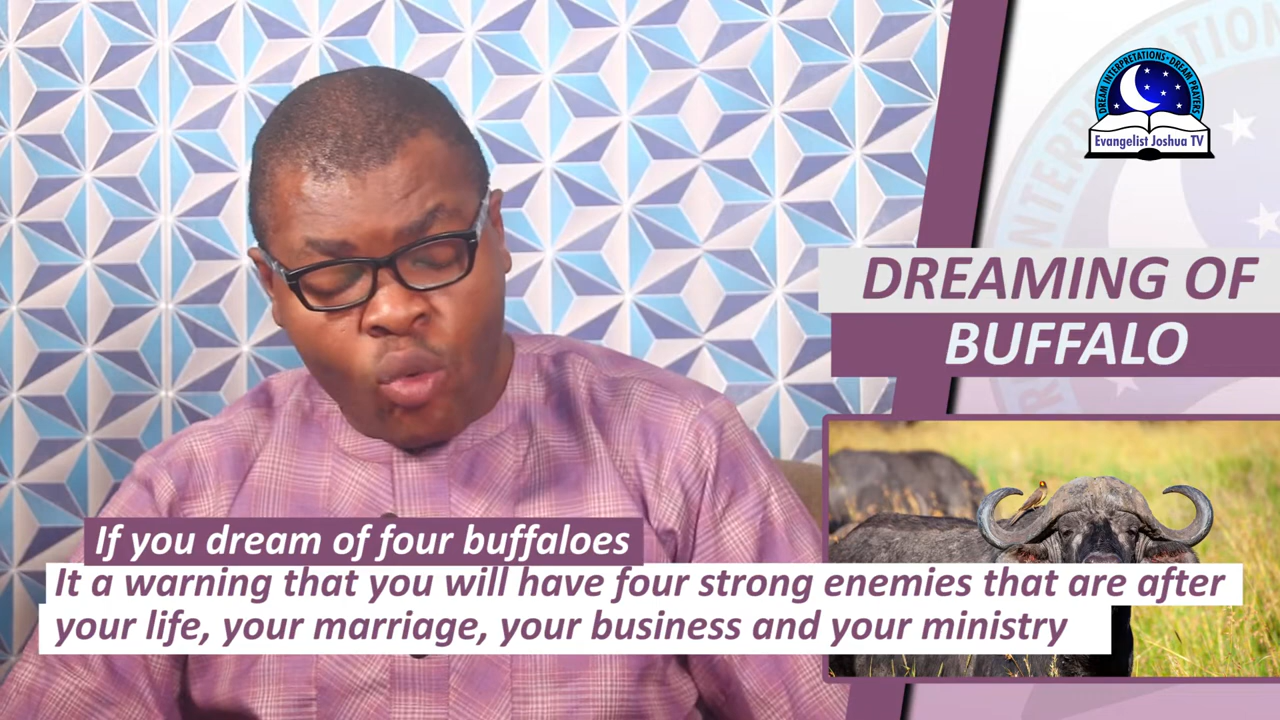 DREAM INTERPRETATIONS • DREAM PRAYERS
Evangelist Joshua TV
DREAMING OF
BUFFALO
If you dream of four buffaloes
It a warning that you will have four strong enemies that are after
your life, your marriage, your business and your ministry